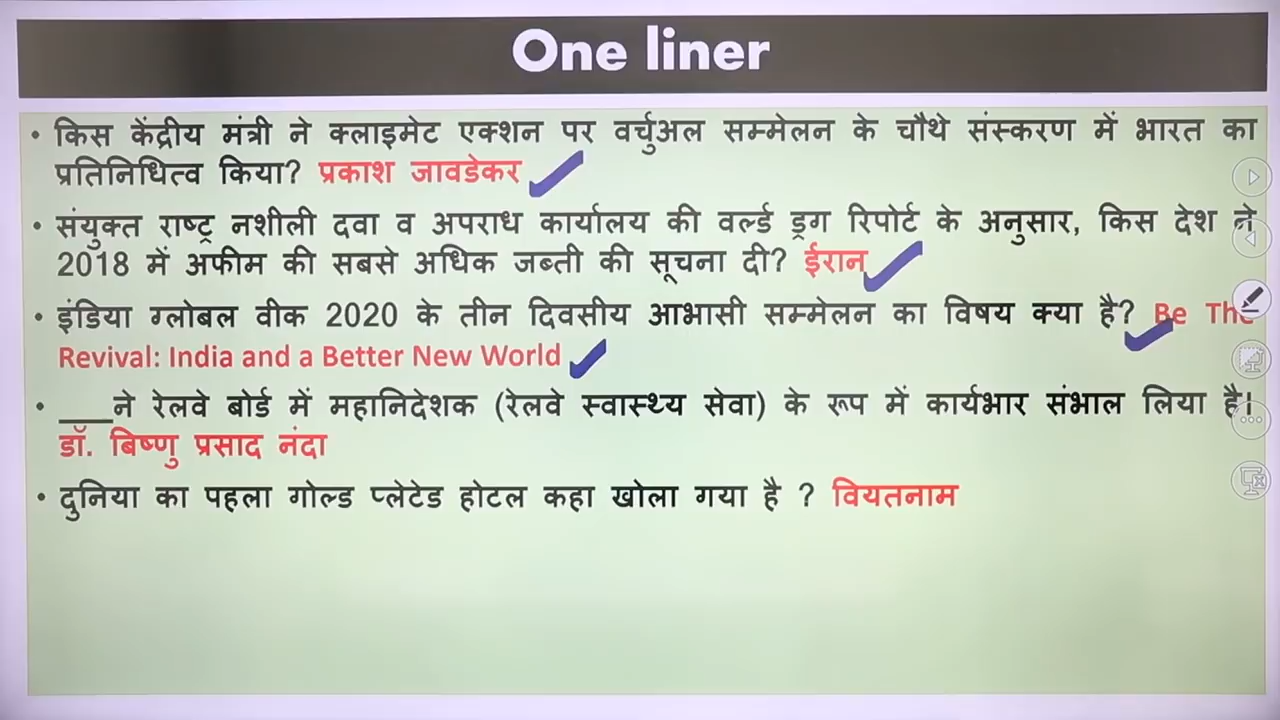 One liner
• किस केंद्रीय मंत्री ने क्लाइमेट एक्शन पर वर्चुअल सम्मेलन के चौथे संस्करण में भारत का
प्रतिनिधित्व किया? प्रकाश जावडेकर
• संयुक्त राष्ट्र नशीली दवा व अपराध कार्यालय की वर्ल्ड ड्रग रिपोर्ट के अनुसार, किस देश ने
2018 में अफीम की सबसे अधिक जब्ती की सूचना दी? ईरान
• इंडिया ग्लोबल वीक 2020 के तीन दिवसीय आभासी सम्मेलन का विषय क्या है? Be The
Revival: India and a Better New World
• ___ने रेलवे बोर्ड में महानिदेशक (रेलवे स्वास्थ्य सेवा) के रूप में कार्यभार संभाल लिया है।
डॉ. बिष्णु प्रसाद नंदा
• दुनिया का पहला गोल्ड प्लेटेड होटल कहा खोला गया है ? वियतनाम